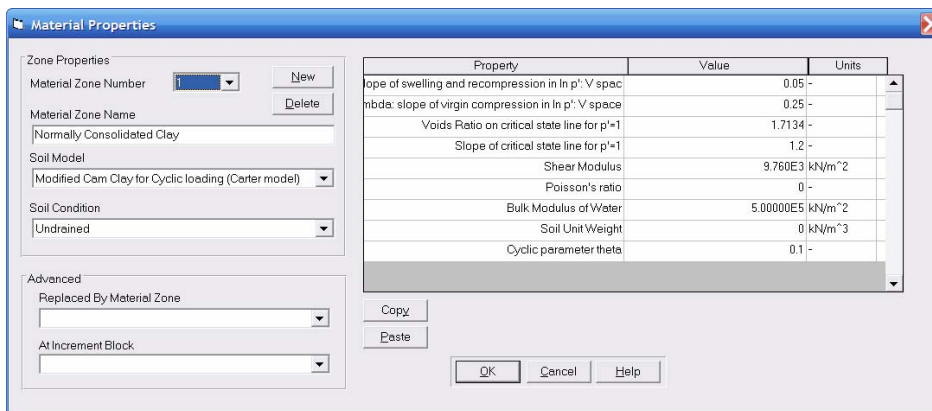 Material Properties
Zone Properties
Material Zone Number 1
New
Delete
Material Zone Name
Normally Consolidated Clay
Soil Model
Modified Cam Clay for Cyclic loading (Carter model)
Soil Condition
Undrained
Advanced
Replaced By Material Zone
At Increment Block
Property Value Units
lope of swelling and recompression in ln p': V spac 0.05 -
mbda: slope of virgin compression in ln p': V space 0.25 -
Voids Ratio on critical state line for p'=1 1.7134 -
Slope of critical state line for p'=1 1.2 -
Shear Modulus 9.760E3 kN/m^2
Poisson's ratio 0 -
Bulk Modulus of Water 5.00000E5 kN/m^2
Soil Unit Weight 0 kN/m^3
Cyclic parameter theta 0.1 -
Copy
Paste
OK Cancel Help